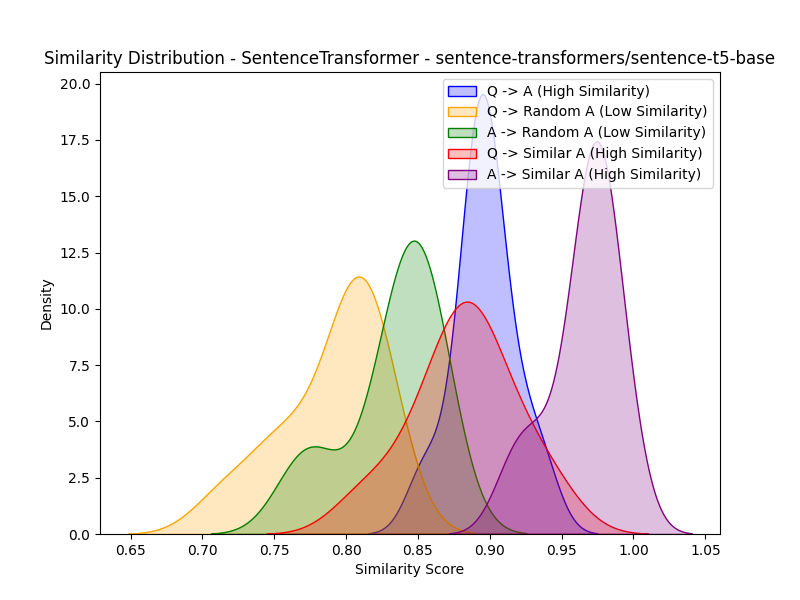 Similarity Distribution - SentenceTransformer - sentence-transformers/sentence-t5-base
20.0
17.5
15.0
12.5
10.0
7.5
5.0
2.5
0.0
Density
Q -> A (High Similarity)
Q -> Random A (Low Similarity)
A -> Random A (Low Similarity)
Q -> Similar A (High Similarity)
A -> Similar A (High Similarity)
0.65 0.70 0.75 0.80 0.85 0.90 0.95 1.00 1.05
Similarity Score